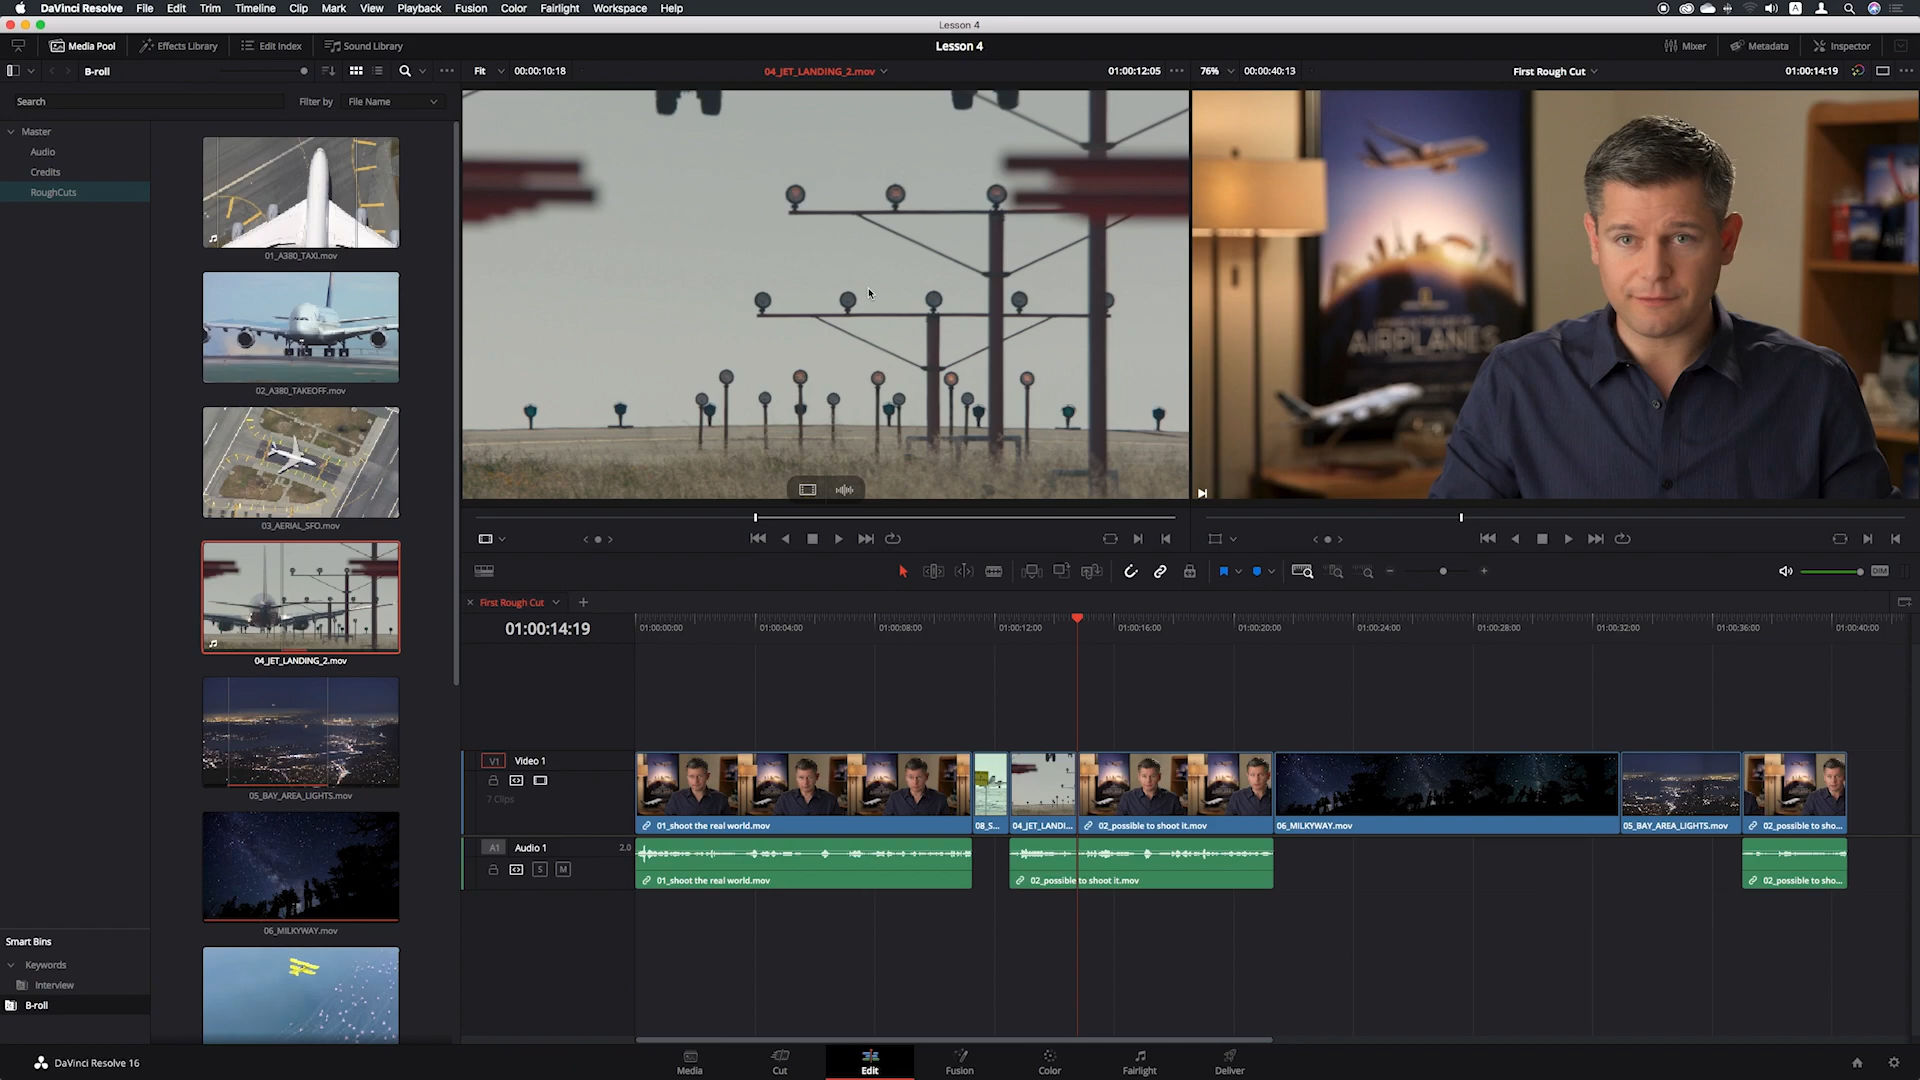 DaVinci Resolve File Edit Trim Timeline Clip Mark View Playback Fusion Color Fairlight Workspace Help
A
Lesson 4
Media Pool Effects Library Edit Index Sound Library
Lesson 4
Mixer Metadata Inspector
B-roll
Fit 00:00:10:18 04_JET_LANDING_2.mov 01:00:12:05
76% 00:00:40:13 First Rough Cut 01:00:14:19
Search
Filter by File Name
Master
Audio
Credits
RoughCuts
01_A380_TAXI.mov
02_A380_TAKEOFF.mov
03_AERIAL_SFO.mov
04_JET_LANDING_2.mov
05_BAY_AREA_LIGHTS.mov
06_MILKYWAY.mov
Smart Bins
Keywords
Interview
B-roll
AIRPLANES
DIM
First Rough Cut
01:00:14:19
01:00:00:00 01:00:04:00 01:00:08:00 01:00:12:00 01:00:16:00 01:00:20:00 01:00:24:00 01:00:28:00 01:00:32:00 01:00:36:00 01:00:40:00
V1 Video 1
7 Clips
01_shoot the real world.mov
08_S...
04_JET_LANDI...
02_possible to shoot it.mov
06_MILKYWAY.mov
05_BAY_AREA_LIGHTS.mov
02_possible to sho...
A1 Audio 1 2.0
S M
01_shoot the real world.mov
02_possible to shoot it.mov
02_possible to sho...
DaVinci Resolve 16
Media Cut Edit Fusion Color Fairlight Deliver